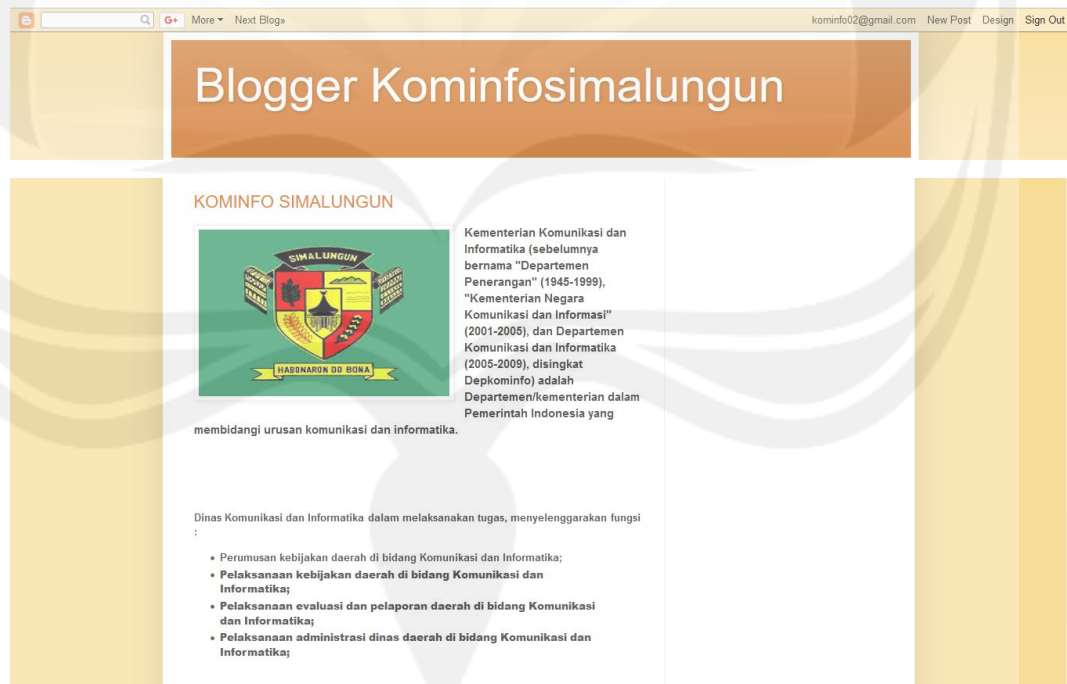 G+ More Next Blog» kominfo02@gmail.com New Post Design Sign Out
Blogger Kominfosimalungun
KOMINFO SIMALUNGUN
SIMALUNGUN
HABONARON DO BONA
Kementerian Komunikasi dan
Informatika (sebelumnya
bernama "Departemen
Penerangan" (1945-1999),
"Kementerian Negara
Komunikasi dan Informasi"
(2001-2005), dan Departemen
Komunikasi dan Informatika
(2005-2009), disingkat
Depkominfo) adalah
Departemen/kementerian dalam
Pemerintah Indonesia yang
membidangi urusan komunikasi dan informatika.
Dinas Komunikasi dan Informatika dalam melaksanakan tugas, menyelenggarakan fungsi
:
• Perumusan kebijakan daerah di bidang Komunikasi dan Informatika;
• Pelaksanaan kebijakan daerah di bidang Komunikasi dan
Informatika;
• Pelaksanaan evaluasi dan pelaporan daerah di bidang Komunikasi
dan Informatika;
• Pelaksanaan administrasi dinas daerah di bidang Komunikasi dan
Informatika;